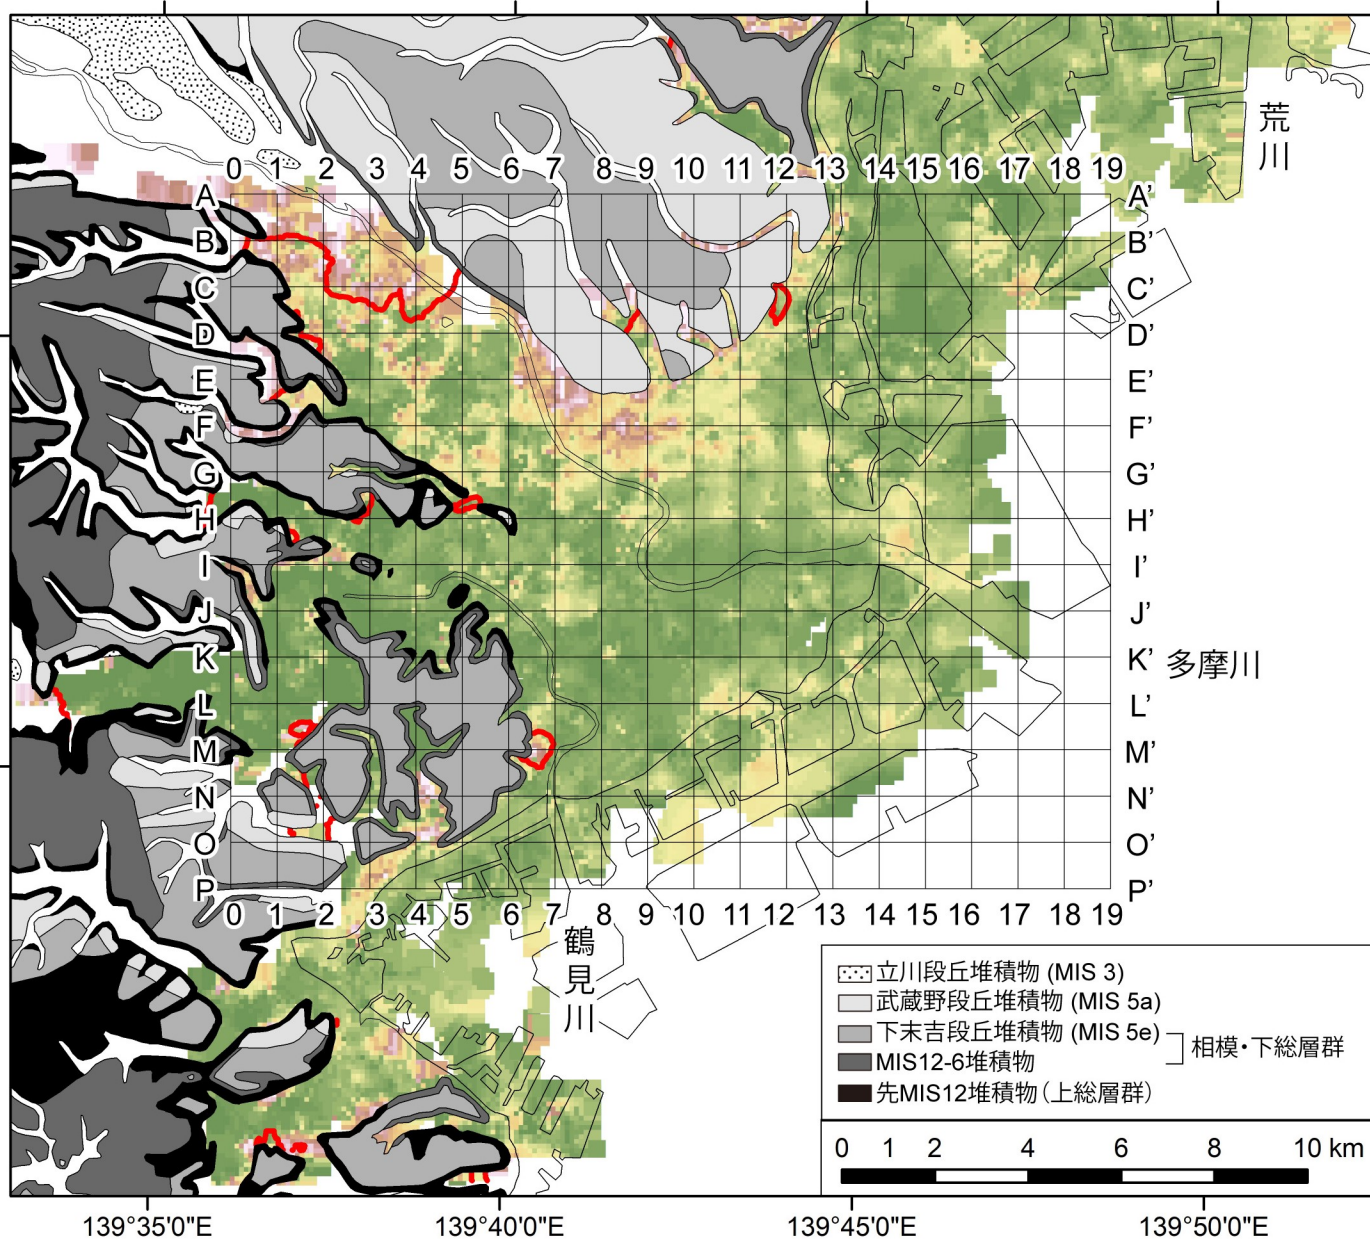 荒川
0 1 2 3 4 5 6 7 8 9 10 11 12 13 14 15 16 17 18 19
A A'
B B'
C C'
D D'
E E'
F F'
G G'
H H'
I I'
J J'
K K' 多摩川
L L'
M M'
N N'
O O'
P P'
0 1 2 3 4 5 6 7 8 9 10 11 12 13 14 15 16 17 18 19
鶴見川
立川段丘堆積物 (MIS 3)
武蔵野段丘堆積物 (MIS 5a)
下末吉段丘堆積物 (MIS 5e)
相模・下総層群
MIS12-6堆積物
先MIS12堆積物(上総層群)
0 1 2 4 6 8 10 km
139°35'0"E 139°40'0"E 139°45'0"E 139°50'0"E